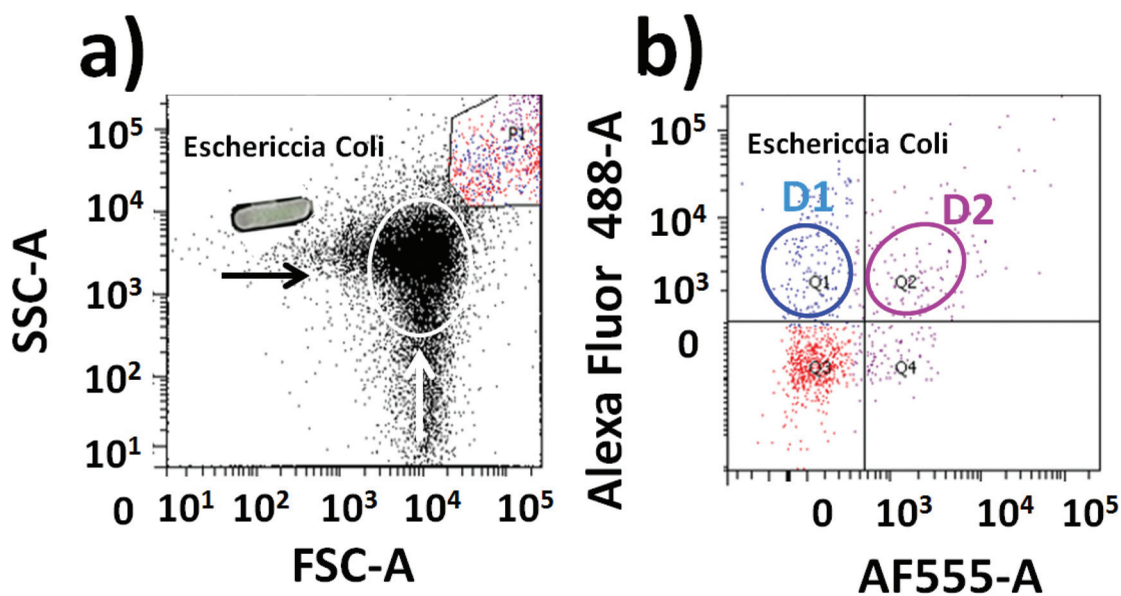 a)
SSC-A
10⁵
10⁴
10³
10²
10¹
Eschericcia Coli
P1
0 10¹ 10² 10³ 10⁴ 10⁵
FSC-A
b)
Alexa Fluor 488-A
10⁵
10⁴
10³
0
Eschericcia Coli
D1
D2
Q1
Q2
Q3
Q4
0 10³ 10⁴ 10⁵
AF555-A